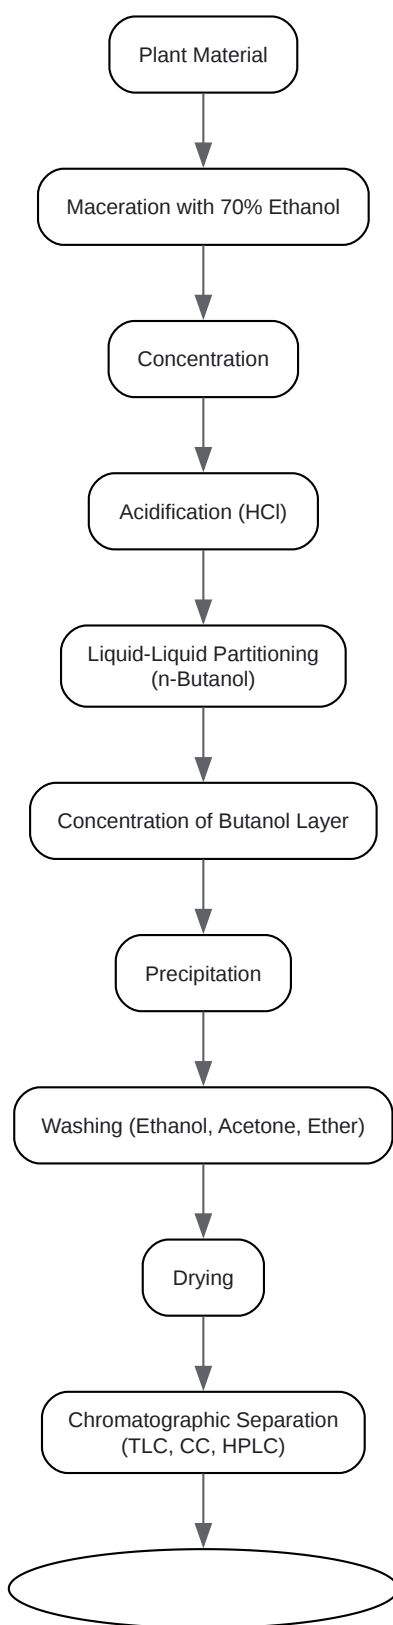 Plant Material
Maceration with 70% Ethanol
Concentration
Acidification (HCl)
Liquid-Liquid Partitioning
(n-Butanol)
Concentration of Butanol Layer
Precipitation
Washing (Ethanol, Acetone, Ether)
Drying
Chromatographic Separation
(TLC, CC, HPLC)